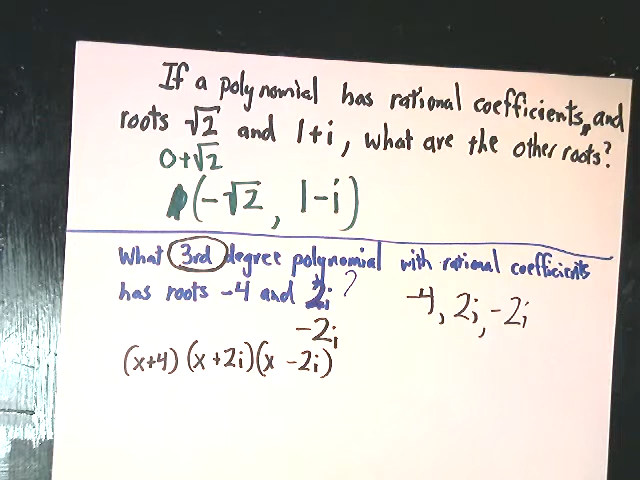 If a polynomial has rational coefficients, and
roots √2 and 1+i, what are the other roots?
0+√2
(-√2, 1-i)
What 3rd degree polynomial with rational coefficients
has roots -4 and 2i?
-4, 2i, -2i
-2i
(x+4)(x+2i)(x-2i)